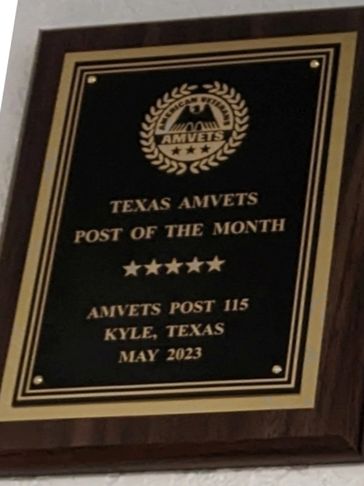 AMERICAN VETERANS
AMVETS
TEXAS AMVETS
POST OF THE MONTH
AMVETS POST 115
KYLE, TEXAS
MAY 2023